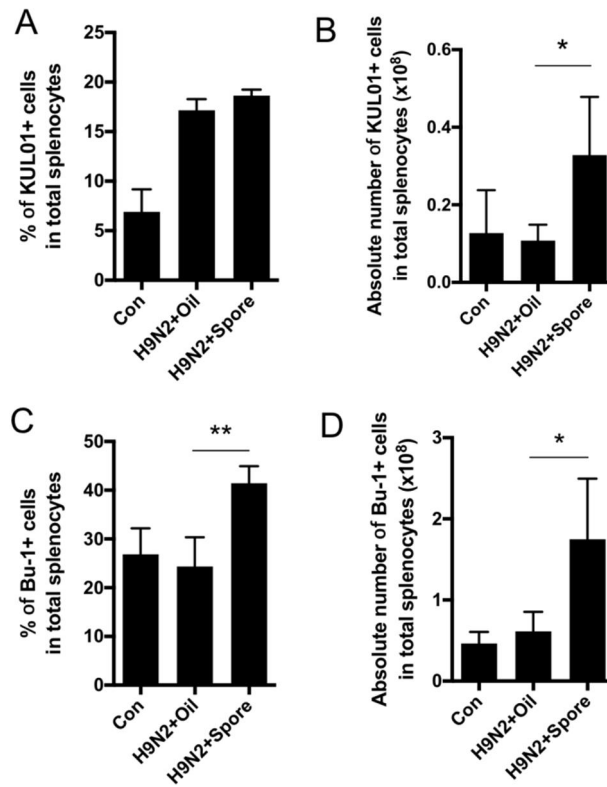 A
% of KUL01+ cells
in total splenocytes
25
20
15
10
5
0
Con
H9N2+Oil
H9N2+Spore
B
Absolute number of KUL01+ cells
in total splenocytes (x10⁸)
0.6
0.4
0.2
0.0
*
Con
H9N2+Oil
H9N2+Spore
C
% of Bu-1+ cells
in total splenocytes
50
40
30
20
10
0
**
Con
H9N2+Oil
H9N2+Spore
D
Absolute number of Bu-1+ cells
in total splenocytes (x10⁸)
3
2
1
0
*
Con
H9N2+Oil
H9N2+Spore